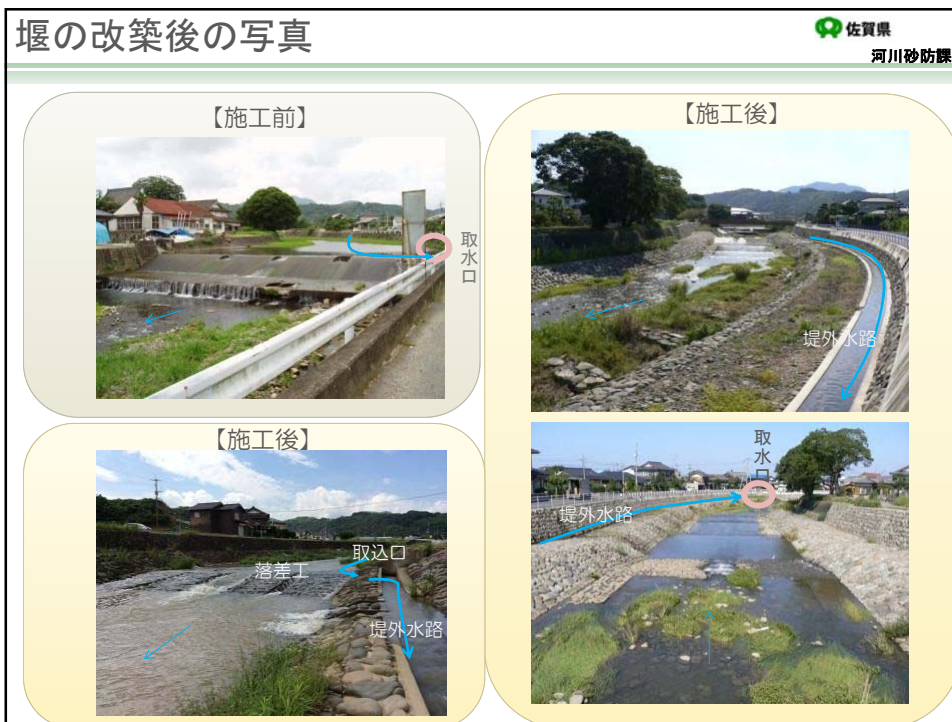 堰の改築後の写真
佐賀県
河川砂防課
【施工前】
取水口
【施工後】
堤外水路
【施工後】
取込口
落差工
堤外水路
取水口
堤外水路